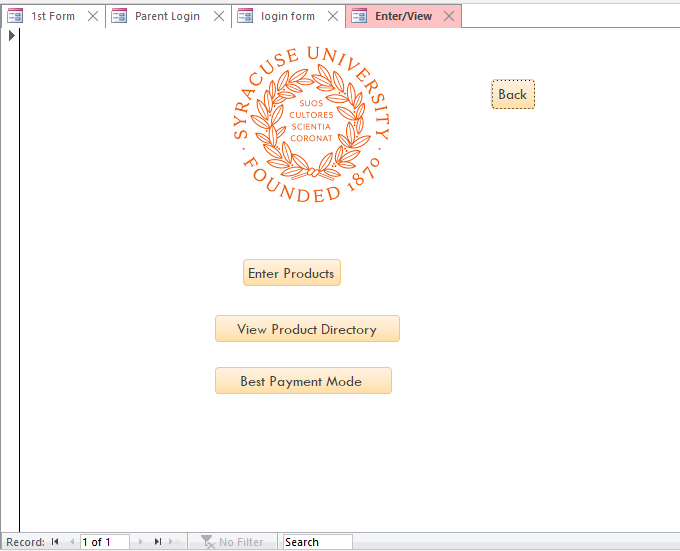 1st Form
Parent Login
login form
Enter/View
SYRACUSE UNIVERSITY
FOUNDED 1870
SUOS
CULTORES
SCIENTIA
CORONAT
Back
Enter Products
View Product Directory
Best Payment Mode
Record: 1 of 1 No Filter Search